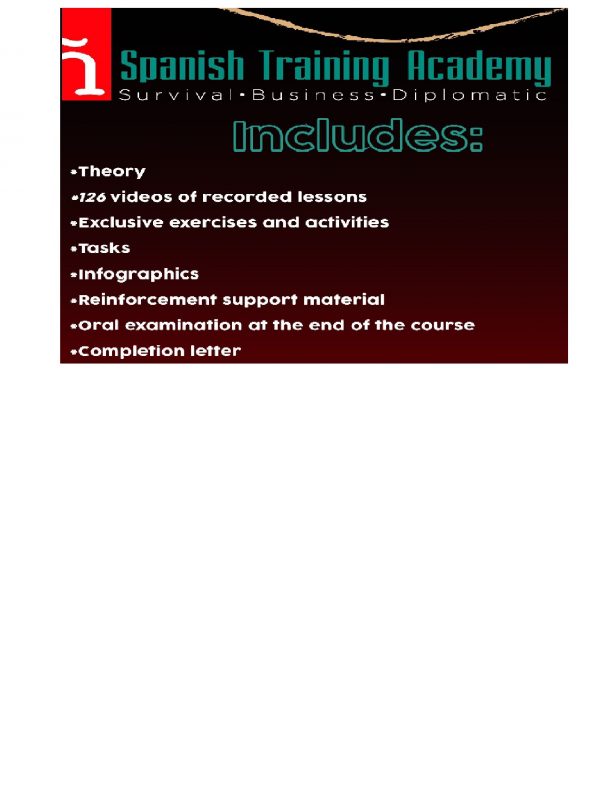 ñ
Spanish Training Academy
Survival•Business•Diplomatic
Includes:
*Theory
*126 videos of recorded lessons
*Exclusive exercises and activities
*Tasks
*Infographics
*Reinforcement support material
*Oral examination at the end of the course
*Completion letter